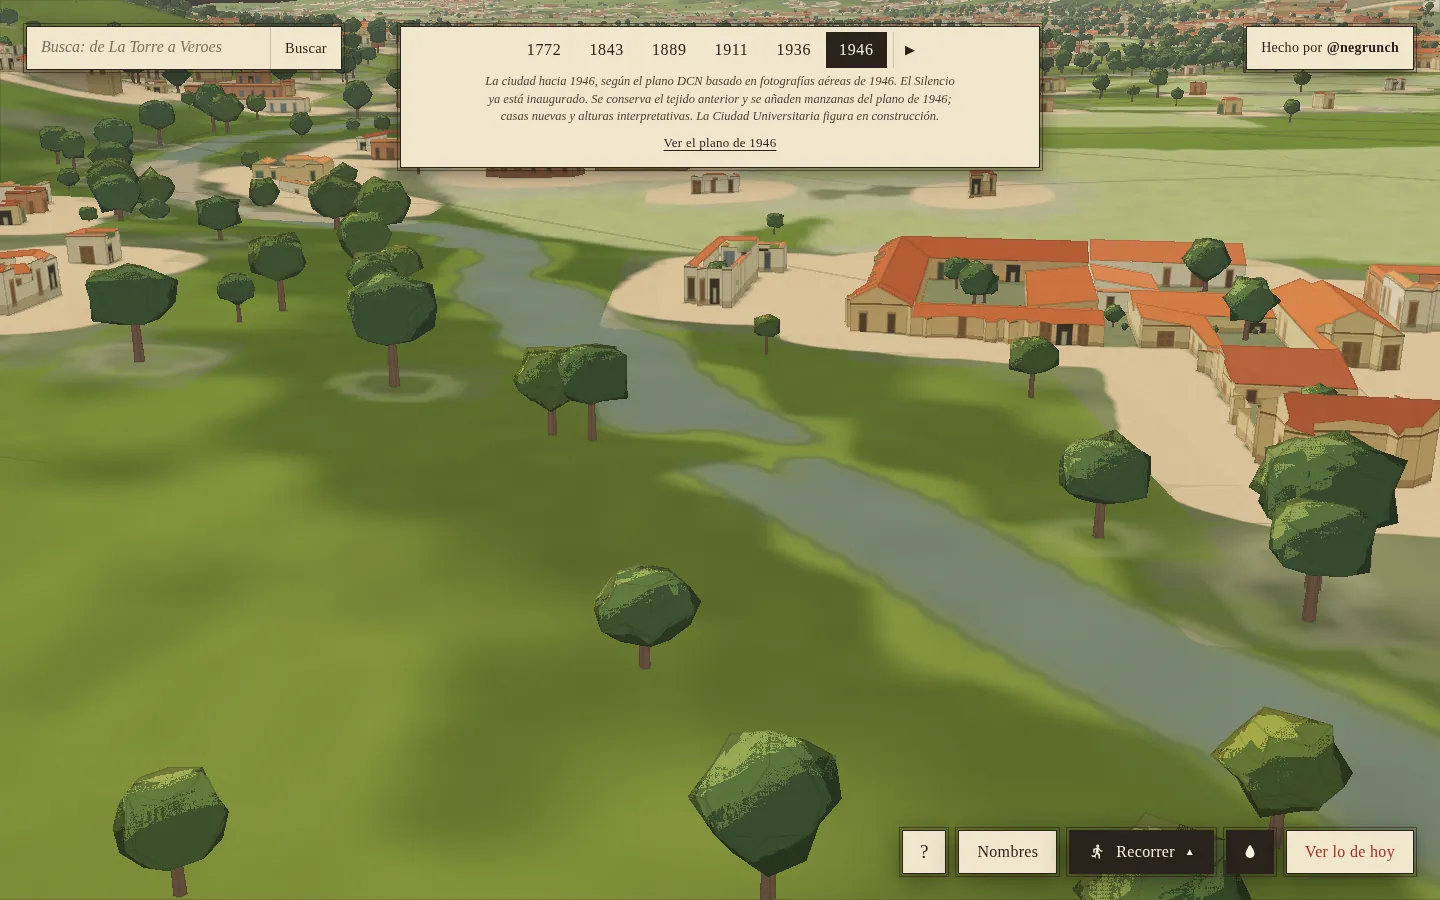 Busca: de La Torre a Veroes
Buscar
1772 1843 1889 1911 1936 1946 ▶
La ciudad hacia 1946, según el plano DCN basado en fotografías aéreas de 1946. El Silencio
ya está inaugurado. Se conserva el tejido anterior y se añaden manzanas del plano de 1946;
casas nuevas y alturas interpretativas. La Ciudad Universitaria figura en construcción.
Ver el plano de 1946
Hecho por @negrunch
?
Nombres
Recorrer ▲
Ver lo de hoy